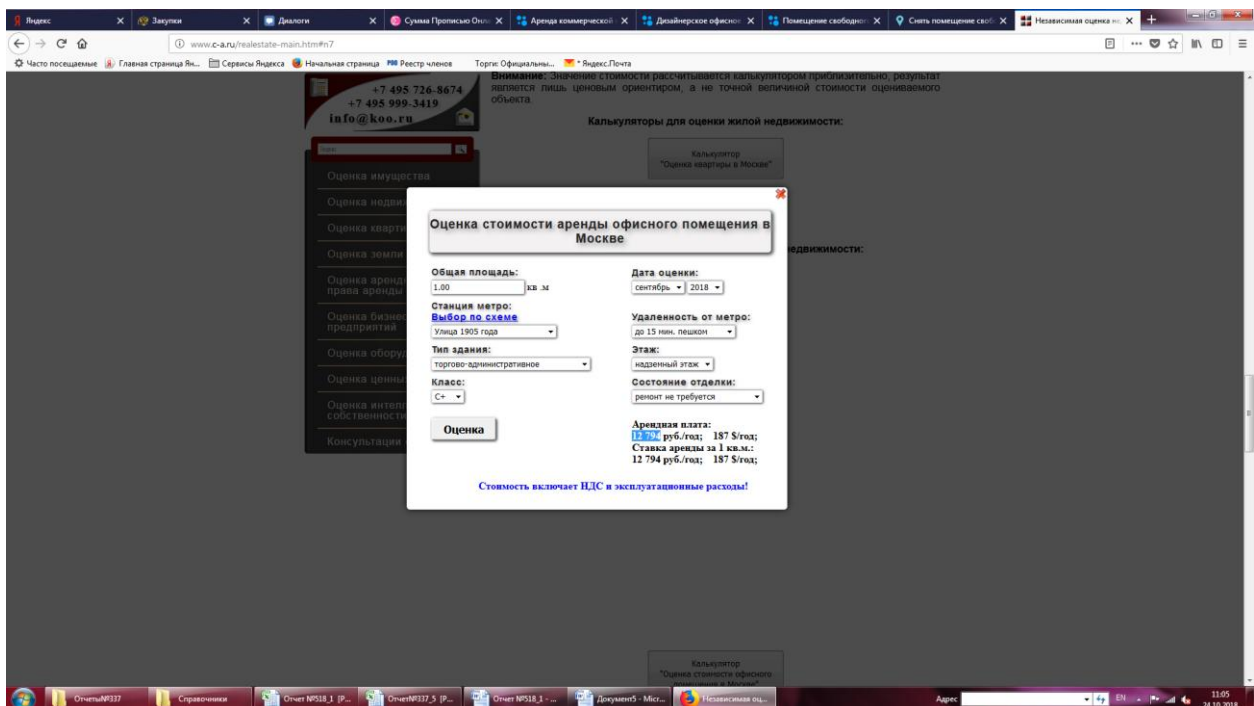 Яндекс
Закупки
Диалоги
Сумма Прописью Онл
Аренда коммерческой
Дизайнерское офисное
Помещение свободног
Снять помещение своб
Независимая оценка не
www.c-a.ru/realestate-main.htm#n7
Часто посещаемые Главная страница Ян... Сервисы Яндекса Начальная страница Реестр членов Торги: Официальны... * Яндекс.Почта
+7 495 726-8674
+7 495 999-3419
info@koo.ru
Внимание: Значение стоимости рассчитывается калькулятором приблизительно, результат
является лишь ценовым ориентиром, а не точной величиной стоимости оцениваемого
объекта.
Калькуляторы для оценки жилой недвижимости:
Калькулятор
"Оценка квартиры в Москве"
Оценка имущества
Оценка недвиж
Оценка кварти
Оценка земли
Оценка аренд
права аренды
Оценка бизнес
предприятий
Оценка оборуд
Оценка ценны
Оценка интелл
собственности
Консультации
едвижимости:
Оценка стоимости аренды офисного помещения в
Москве
Общая площадь:
1.00 кв .м
Дата оценки:
сентябрь 2018
Станция метро:
Выбор по схеме
Улица 1905 года
Удаленность от метро:
до 15 мин. пешком
Тип здания:
торгово-административное
Этаж:
надземный этаж
Класс:
C+
Состояние отделки:
ремонт не требуется
Оценка
Арендная плата:
12 794 руб./год; 187 $/год;
Ставка аренды за 1 кв.м.:
12 794 руб./год; 187 $/год;
Стоимость включает НДС и эксплуатационные расходы!
Калькулятор
"Оценка стоимости офисного
помещения в Москве"
ОтчетыМ337
Справочники
Отчет №518_1 [Р...
Отчет№337_5 [Р...
Отчет №518_1 - ...
Документ5 - Micr...
Независимая оц...
Адрес
EN
11:05
24.10.2018